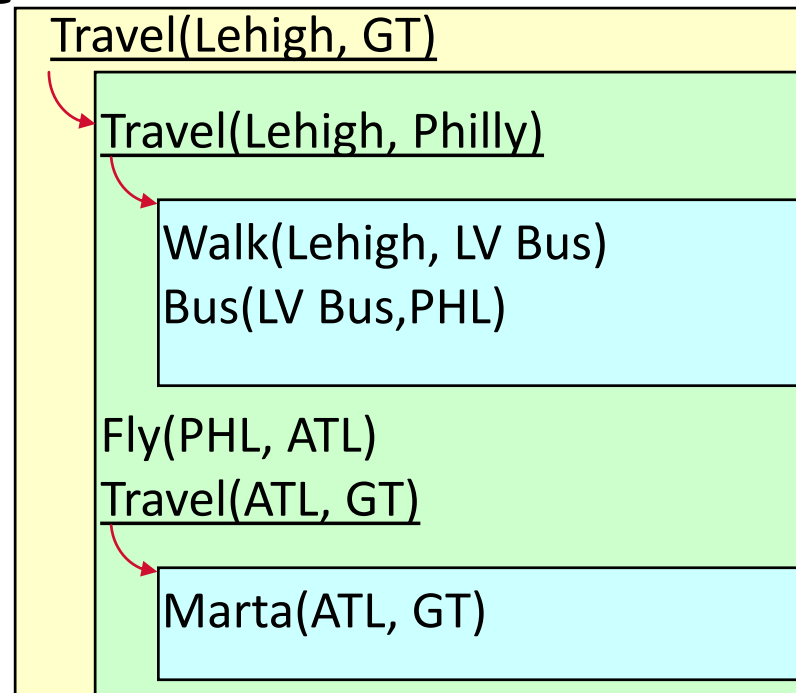 Travel(Lehigh, GT)
Travel(Lehigh, Philly)
Walk(Lehigh, LV Bus)
Bus(LV Bus,PHL)
Fly(PHL, ATL)
Travel(ATL, GT)
Marta(ATL, GT)